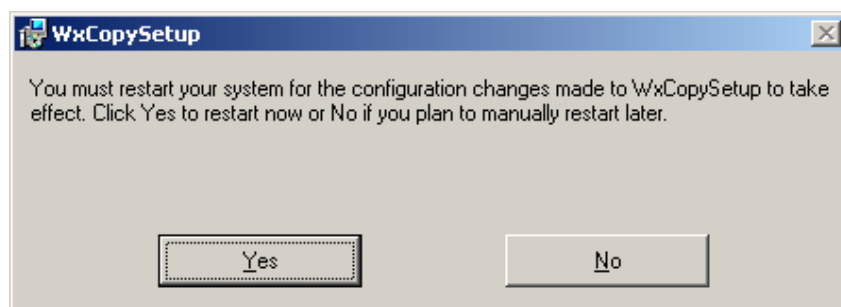 WxCopySetup
You must restart your system for the configuration changes made to WxCopySetup to take
effect. Click Yes to restart now or No if you plan to manually restart later.
Yes
No